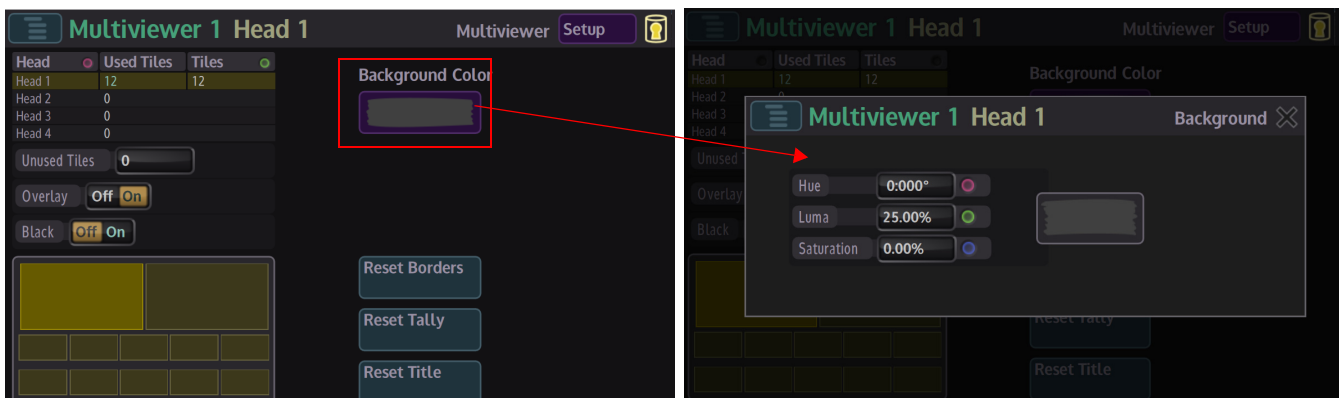 Multiviewer 1 Head 1 Multiviewer Setup
Head Used Tiles Tiles
Head 1 12 12
Head 2 0
Head 3 0
Head 4 0
Unused Tiles 0
Overlay Off On
Black Off On
Background Color
Reset Borders
Reset Tally
Reset Title
Multiviewer 1 Head 1 Multiviewer Setup
Head Used Tiles Tiles
Head 1 12 12
Head 2 0
Head 3
Head 4
Unused
Overlay
Black
Background Color
Multiviewer 1 Head 1 Background
Hue 0:000°
Luma 25.00%
Saturation 0.00%
Reset Tally
Reset Title